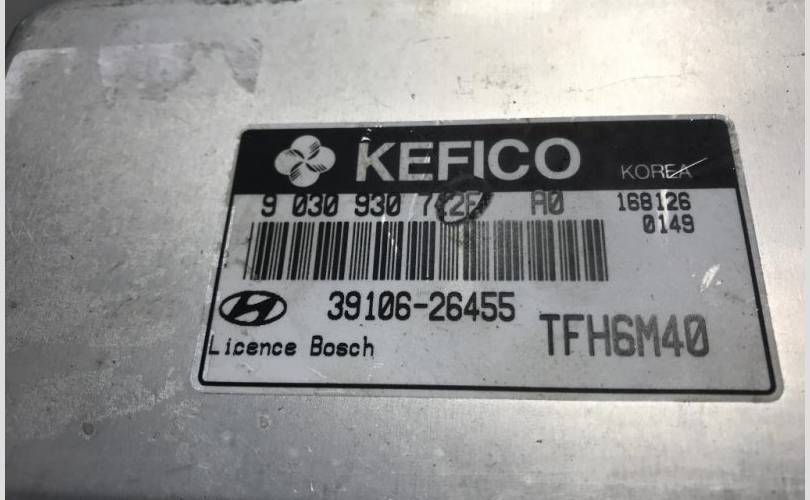 KEFICO KOREA
9 030 930 A0 168126
0149
39106-26455
Licence Bosch TFH6M40